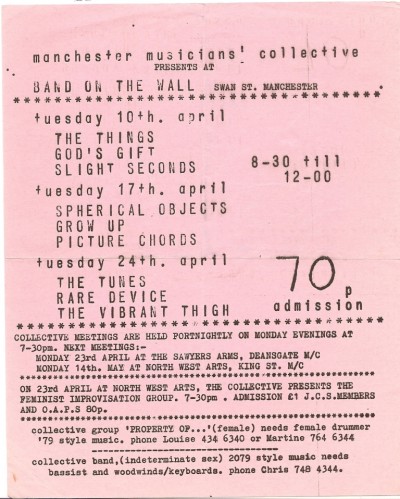 manchester musicians' collective
PRESENTS AT
BAND ON THE WALL SWAN ST. MANCHESTER
********************************
tuesday 10th. april
THE THINGS
GOD'S GIFT
SLIGHT SECONDS
8-30 till
12-00
tuesday 17th. april
SPHERICAL OBJECTS
GROW UP
PICTURE CHORDS
tuesday 24th. april
THE TUNES
RARE DEVICE
THE VIBRANT THIGH
70p
admission
********************************
COLLECTIVE MEETINGS ARE HELD PORTNIGHTLY ON MONDAY EVENINGS AT
7-30pm. NEXT MEETINGS:-
MONDAY 23rd APRIL AT THE SAWYERS ARMS, DEANSGATE M/C
MONDAY 14th. MAY AT NORTH WEST ARTS, KING ST. M/C
********************************
ON 23rd APRIL AT NORTH WEST ARTS, THE COLLECTIVE PRESENTS THE
FEMINIST IMPROVISATION GROUP. 7-30pm . ADMISSION £1 J.C.S.MEMBERS
AND O.A.P.S 80p.
********************************
collective group 'PROPERTY OF...'(female) needs female drummer
'79 style music. phone Louise 434 6340 or Martine 764 6344
--------------------------------
collective band,(indeterminate sex) 2079 style music needs
bassist and woodwinds/keyboards. phone Chris 748 4344.